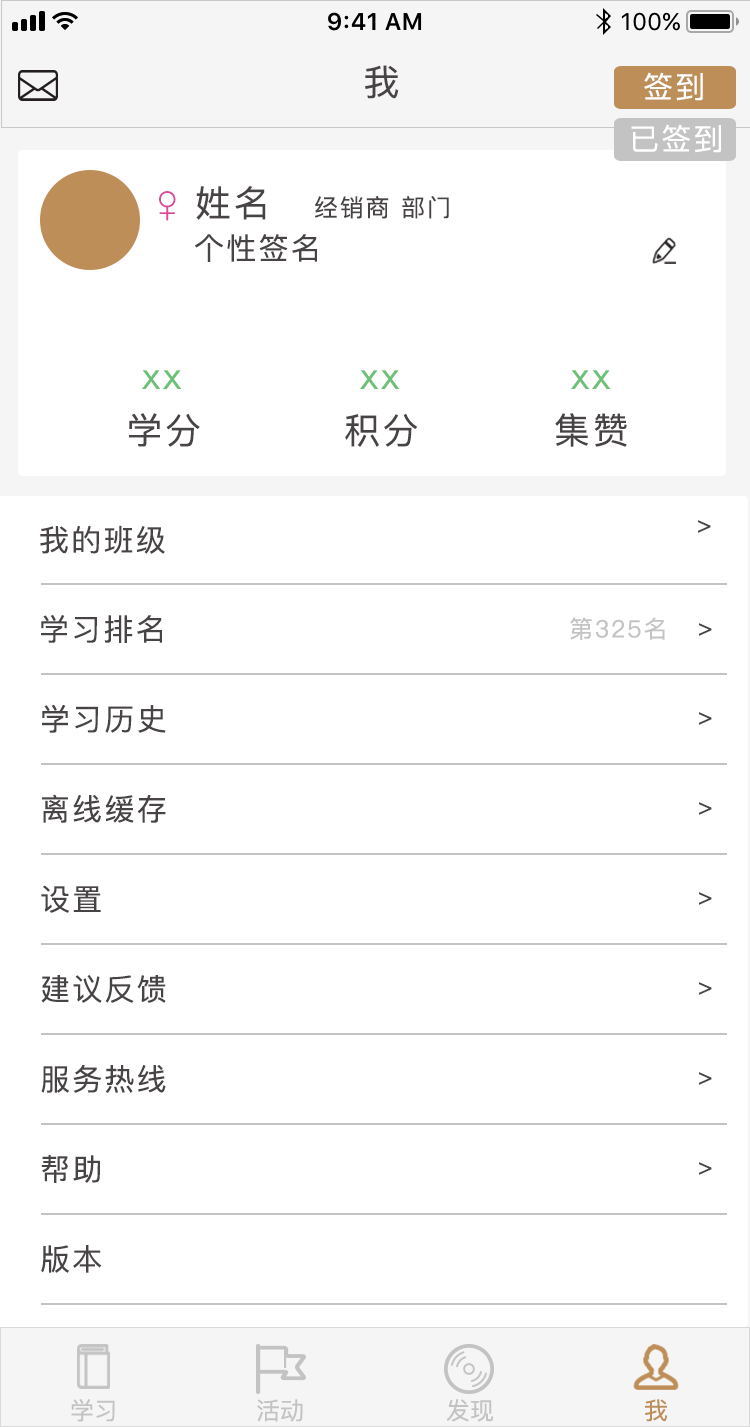 9:41 AM
100%
我
签到
已签到
姓名 经销商 部门
个性签名
xx xx xx
学分 积分 集赞
我的班级 >
学习排名 第325名 >
学习历史 >
离线缓存 >
设置 >
建议反馈 >
服务热线 >
帮助 >
版本
学习 活动 发现 我